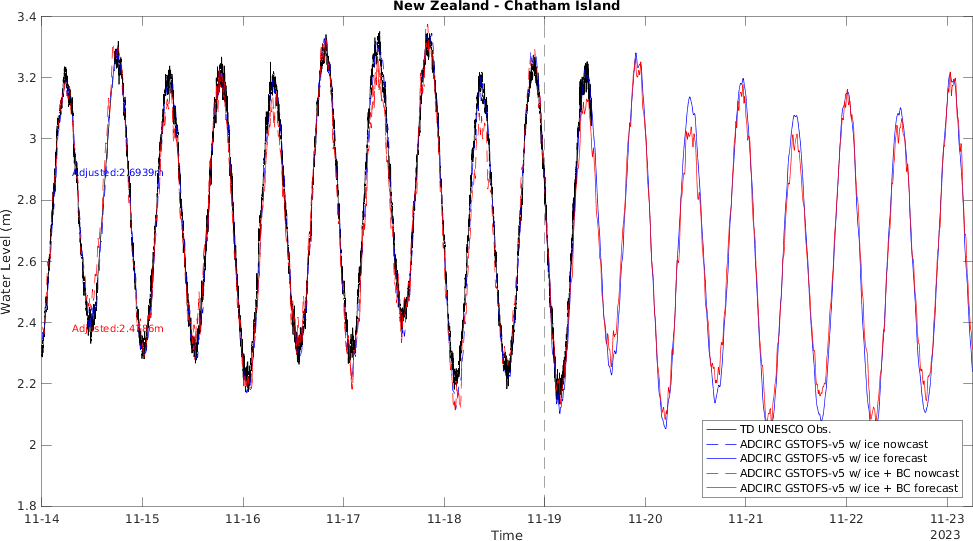 New Zealand - Chatham Island
3.4
3.2
3
2.8
2.6
2.4
2.2
2
1.8
Water Level (m)
Adjusted:2.6939m
Adjusted:2.4786m
TD UNESCO Obs.
ADCIRC GSTOFS-v5 w/ ice nowcast
ADCIRC GSTOFS-v5 w/ ice forecast
ADCIRC GSTOFS-v5 w/ ice + BC nowcast
ADCIRC GSTOFS-v5 w/ ice + BC forecast
11-14 11-15 11-16 11-17 11-18 11-19 11-20 11-21 11-22 11-23
2023
Time